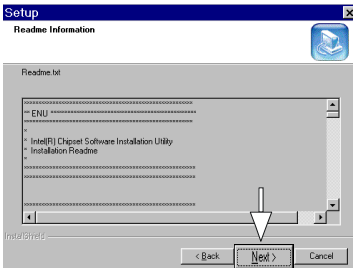 Setup
Readme Information
Readme.txt
** ENU **
* Intel(R) Chipset Software Installation Utility
* Installation Readme
InstallShield
< Back
Next >
Cancel